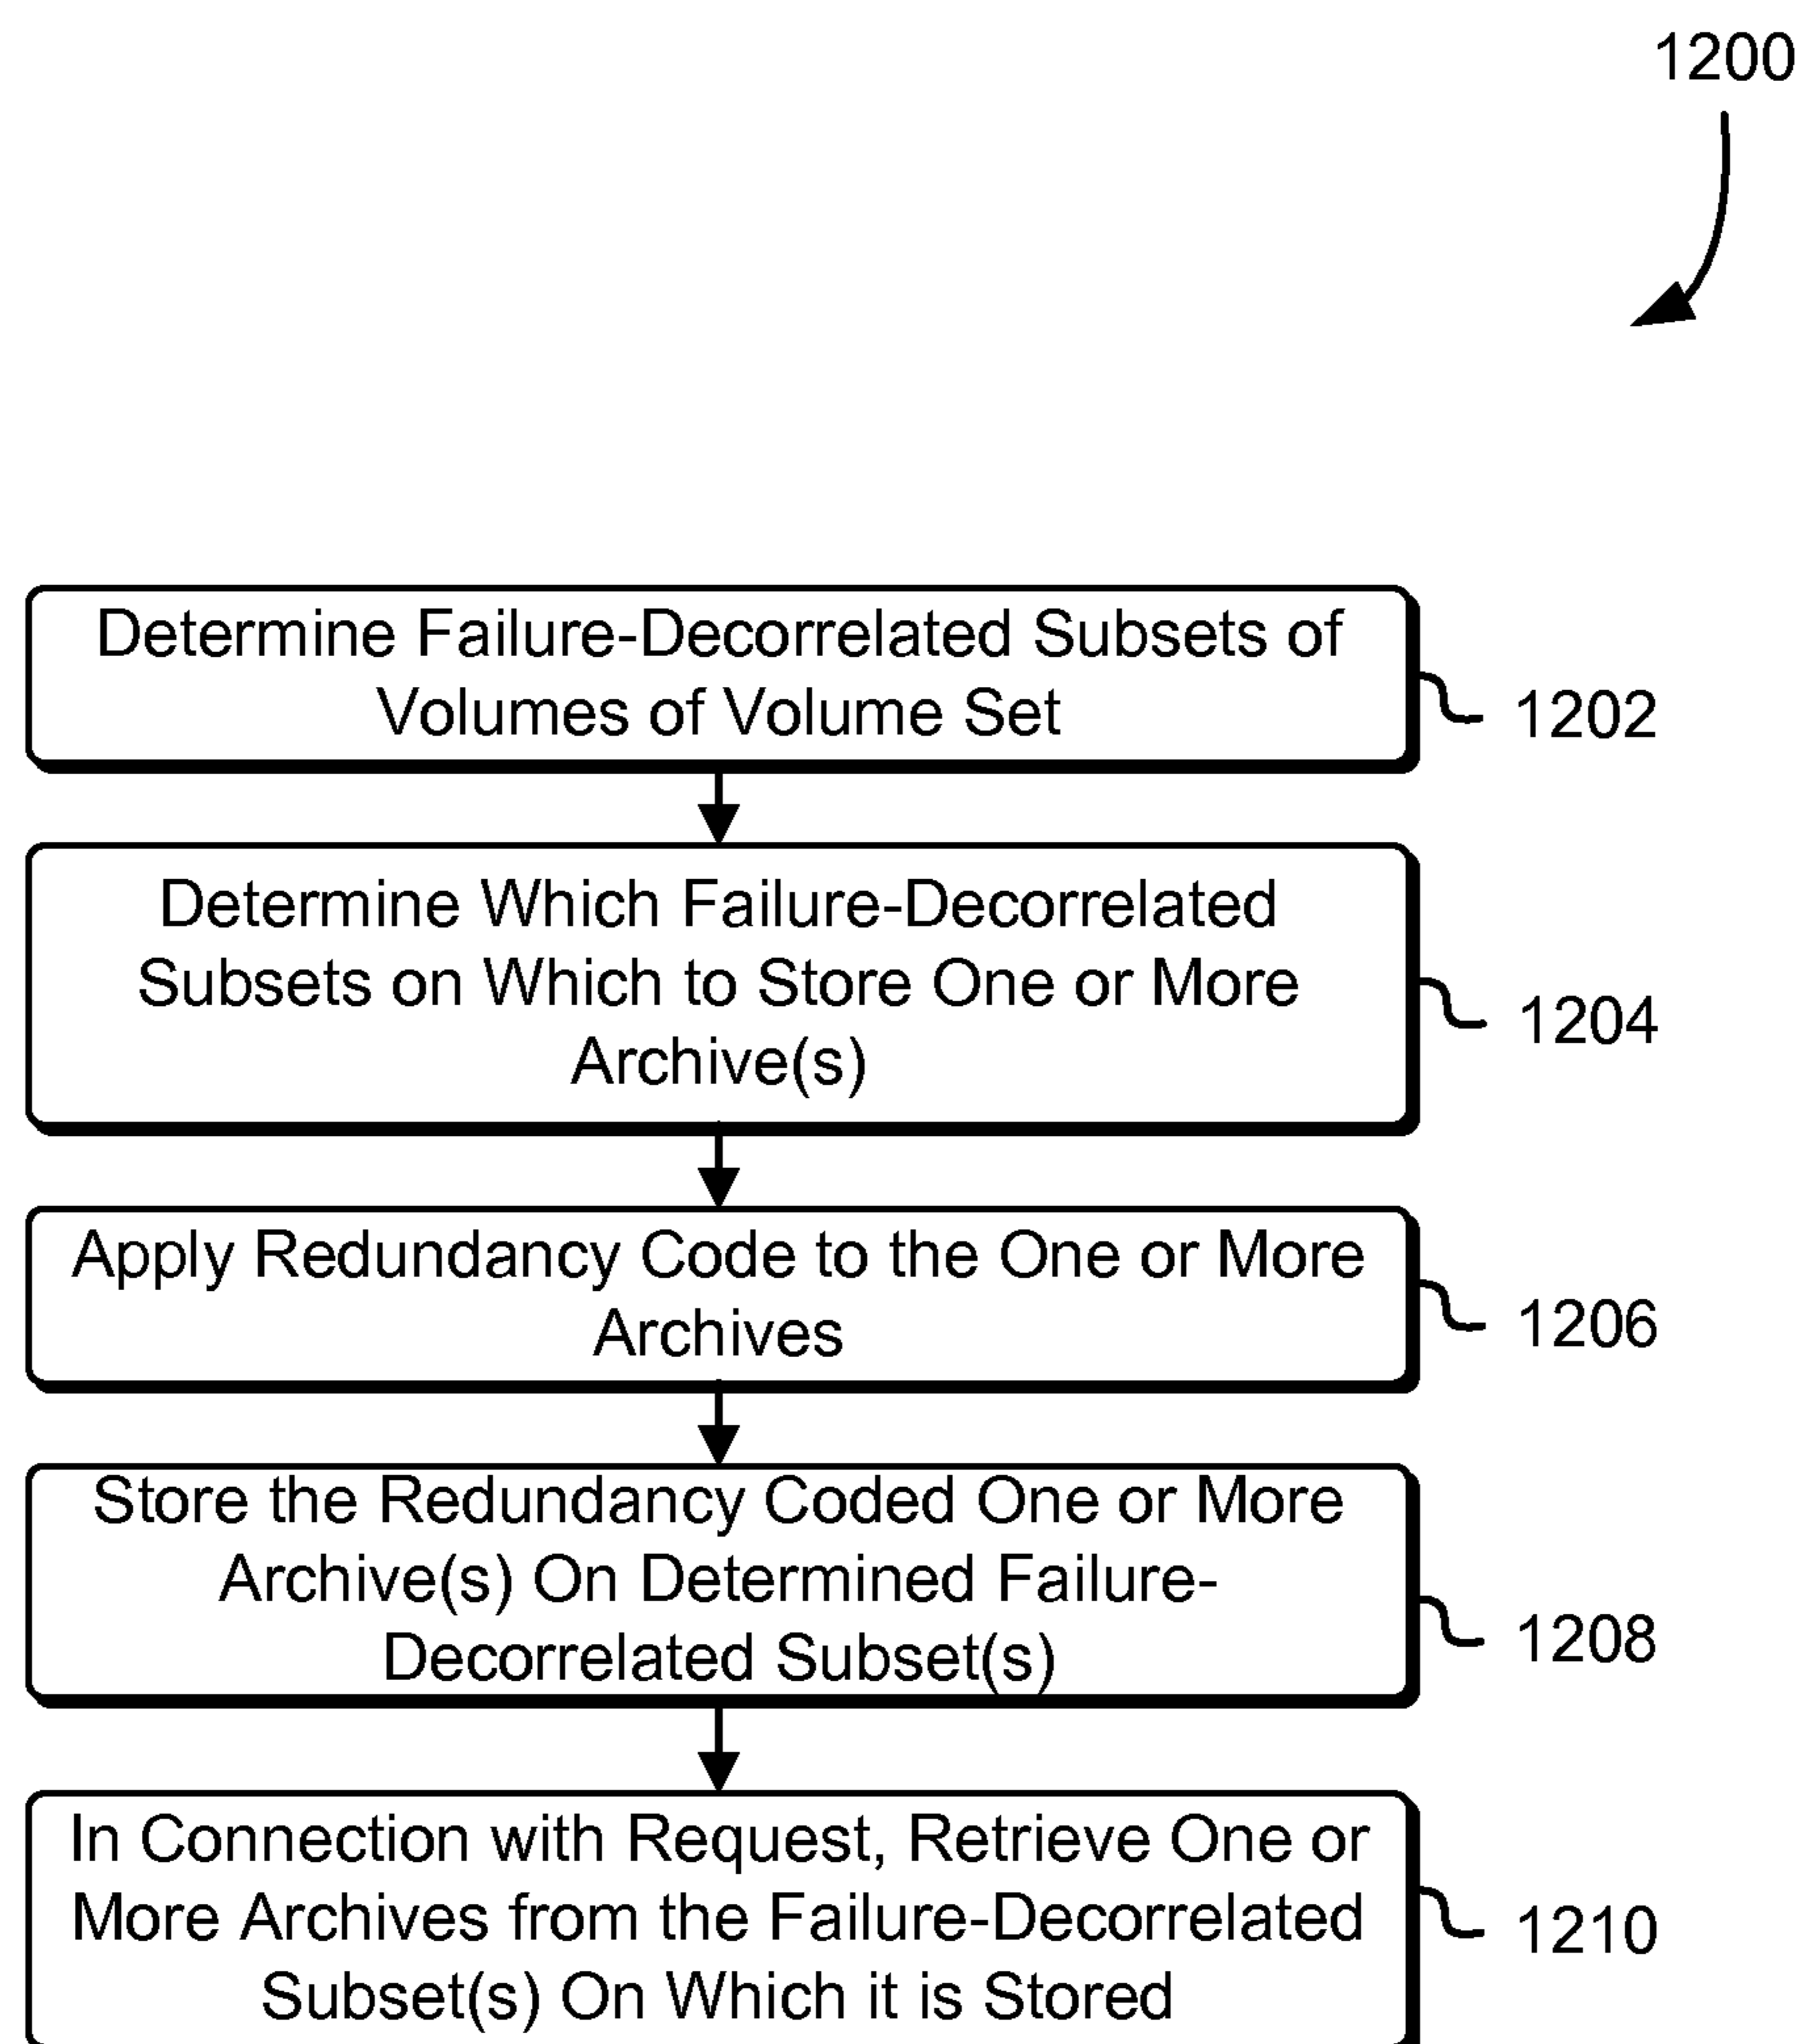 1200
Determine Failure-Decorrelated Subsets of
Volumes of Volume Set
1202
Determine Which Failure-Decorrelated
Subsets on Which to Store One or More
Archive(s)
1204
Apply Redundancy Code to the One or More
Archives
1206
Store the Redundancy Coded One or More
Archive(s) On Determined Failure-
Decorrelated Subset(s)
1208
In Connection with Request, Retrieve One or
More Archives from the Failure-Decorrelated
Subset(s) On Which it is Stored
1210